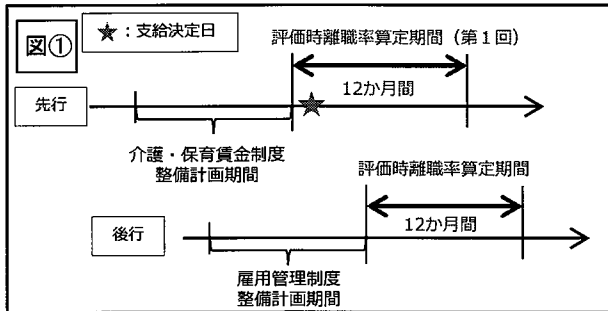 図①
★：支給決定日
評価時離職率算定期間（第１回）
12か月間
先行
介護・保育賃金制度
整備計画期間
評価時離職率算定期間
12か月間
後行
雇用管理制度
整備計画期間